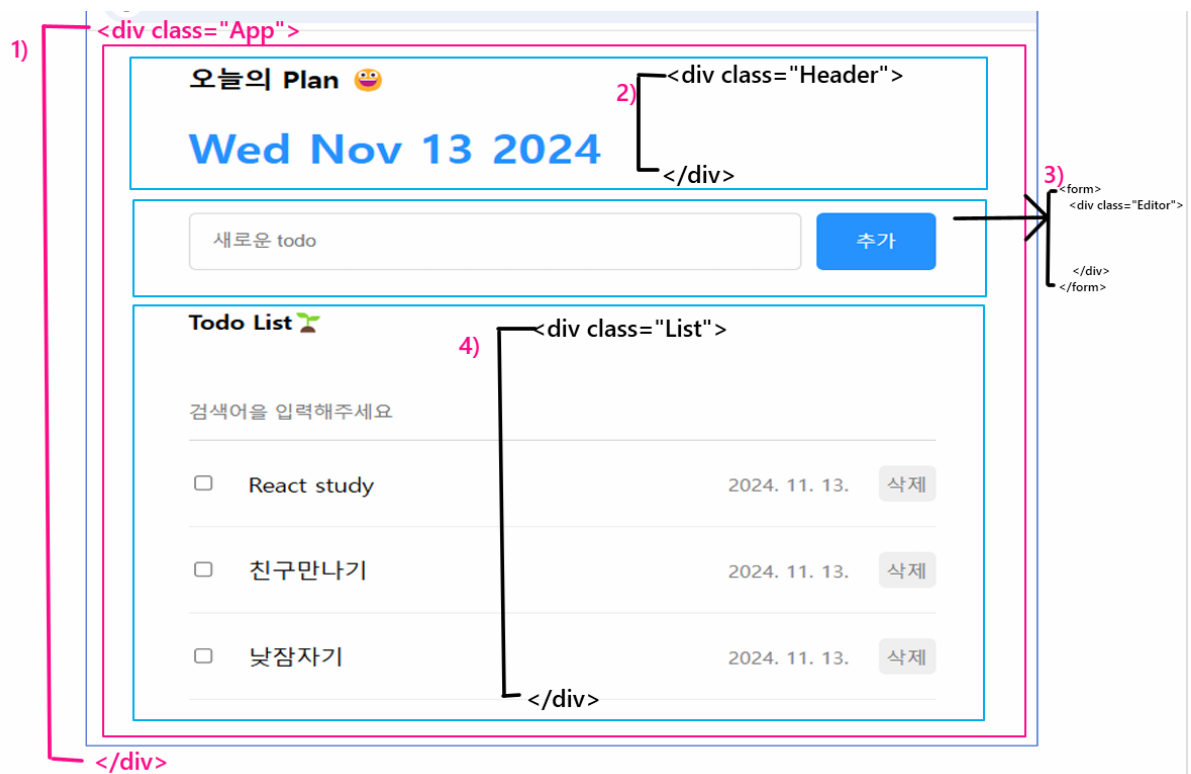 1)
<div class="App">
오늘의 Plan 😀
2)
<div class="Header">
Wed Nov 13 2024
</div>
3)
<form>
<div class="Editor">
새로운 todo
추가
</div>
</form>
Todo List🌱
4)
<div class="List">
검색어을 입력해주세요
React study 2024. 11. 13. 삭제
친구만나기 2024. 11. 13. 삭제
낮잠자기 2024. 11. 13. 삭제
</div>
</div>